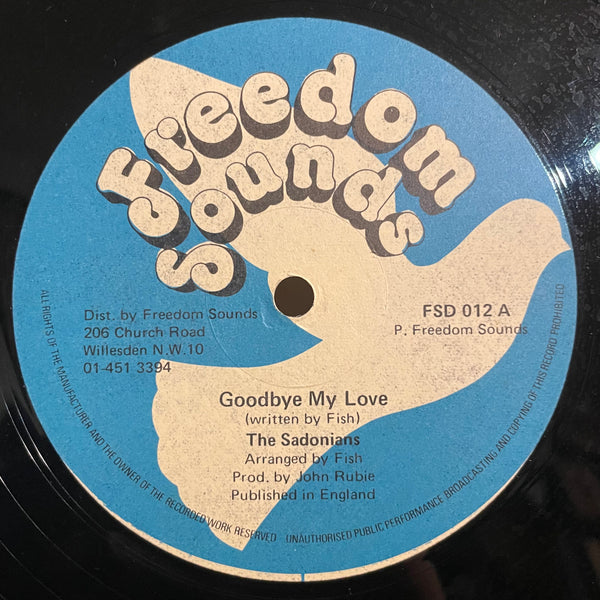 Freedom
Sounds
Dist. by Freedom Sounds
206 Church Road
Willesden N.W.10
01-451 3394
FSD 012 A
P. Freedom Sounds
Goodbye My Love
(written by Fish)
The Sadonians
Arranged by Fish
Prod. by John Rubie
Published in England
ALL RIGHTS OF THE MANUFACTURER AND THE OWNER OF THE RECORDED WORK RESERVED UNAUTHORISED PUBLIC PERFORMANCE BROADCASTING AND COPYING OF THIS RECORD PROHIBITED